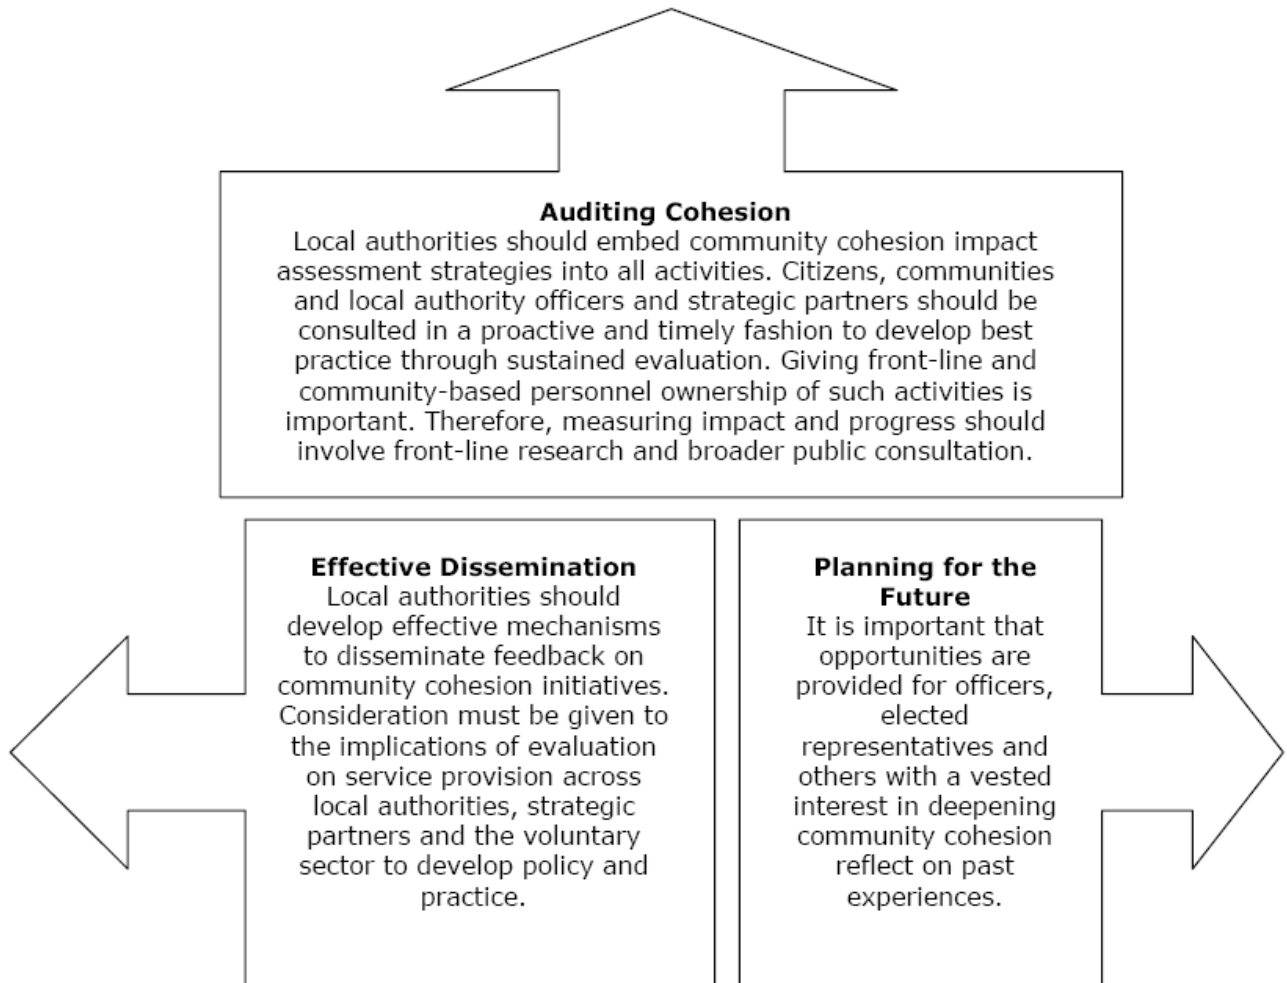 Auditing Cohesion
Local authorities should embed community cohesion impact
assessment strategies into all activities. Citizens, communities
and local authority officers and strategic partners should be
consulted in a proactive and timely fashion to develop best
practice through sustained evaluation. Giving front-line and
community-based personnel ownership of such activities is
important. Therefore, measuring impact and progress should
involve front-line research and broader public consultation.
Effective Dissemination
Local authorities should
develop effective mechanisms
to disseminate feedback on
community cohesion initiatives.
Consideration must be given to
the implications of evaluation
on service provision across
local authorities, strategic
partners and the voluntary
sector to develop policy and
practice.
Planning for the
Future
It is important that
opportunities are
provided for officers,
elected
representatives and
others with a vested
interest in deepening
community cohesion
reflect on past
experiences.